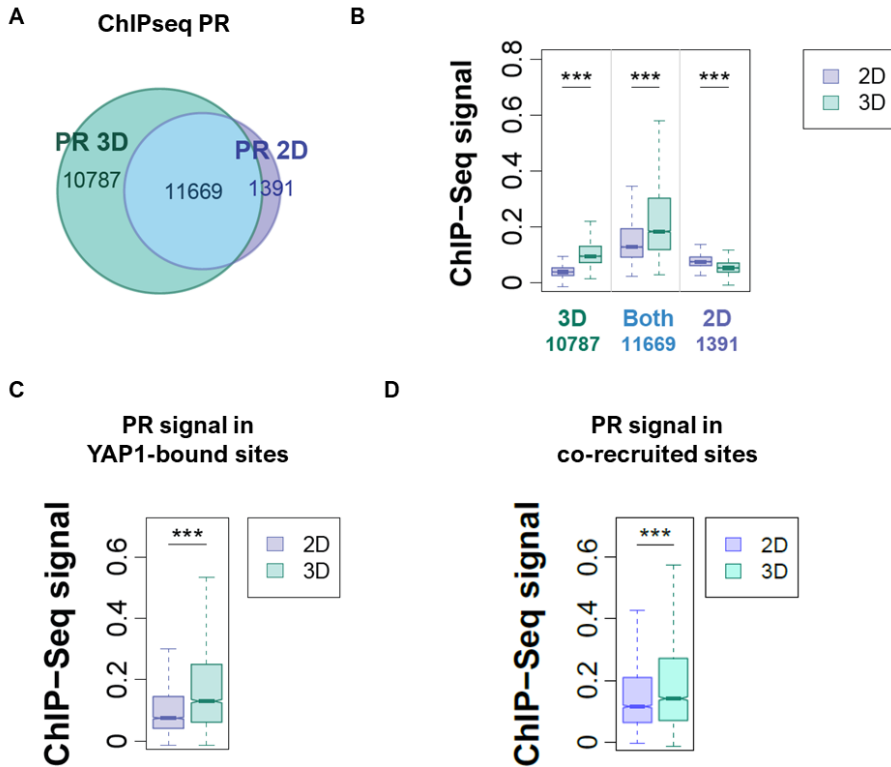 A
ChIPseq PR
PR 3D
10787
11669
PR 2D
1391
B
ChIP-Seq signal
0.8
0.6
0.4
0.2
0
***
***
***
2D
3D
3D
10787
Both
11669
2D
1391
C
PR signal in
YAP1-bound sites
ChIP-Seq signal
0.6
0.4
0.2
0
***
2D
3D
D
PR signal in
co-recruited sites
ChIP-Seq signal
0.6
0.4
0.2
0
***
2D
3D